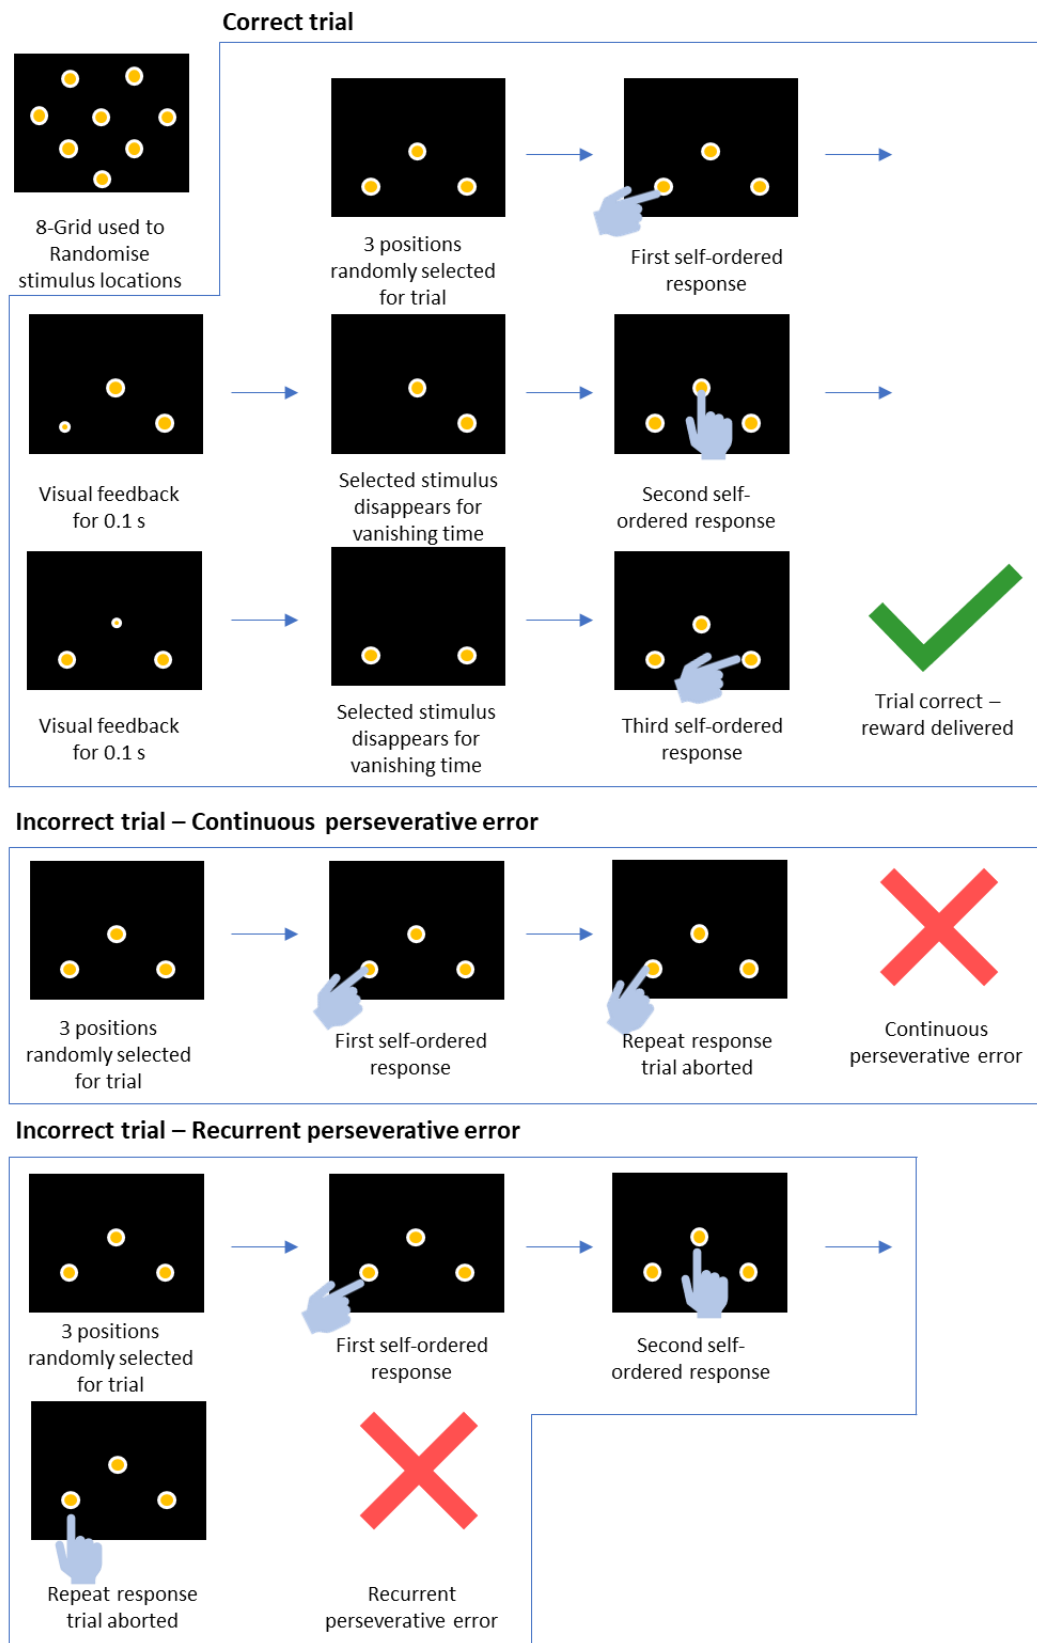 Correct trial
8-Grid used to
Randomise
stimulus locations
3 positions
randomly selected
for trial
First self-ordered
response
Visual feedback
for 0.1 s
Selected stimulus
disappears for
vanishing time
Second self-
ordered response
Visual feedback
for 0.1 s
Selected stimulus
disappears for
vanishing time
Third self-ordered
response
Trial correct –
reward delivered
Incorrect trial – Continuous perseverative error
3 positions
randomly selected
for trial
First self-ordered
response
Repeat response
trial aborted
Continuous
perseverative error
Incorrect trial – Recurrent perseverative error
3 positions
randomly selected
for trial
First self-ordered
response
Second self-
ordered response
Repeat response
trial aborted
Recurrent
perseverative error